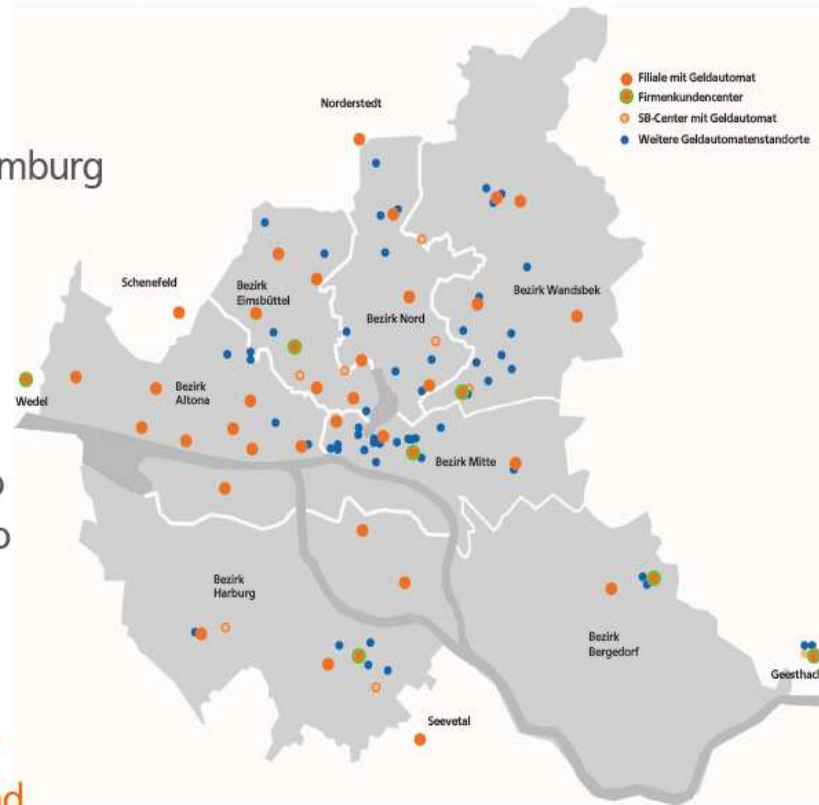 Filiale mit Geldautomat
Firmenkundencenter
SB-Center mit Geldautomat
Weitere Geldautomatenstandorte
Norderstedt
mburg
Schenefeld
Bezirk
Eimsbüttel
Bezirk Wandsbek
Bezirk Nord
Wedel
Bezirk
Altona
Bezirk Mitte
o
o
Bezirk
Harburg
Bezirk
Bergedorf
Geesthac
Seevetal
nd